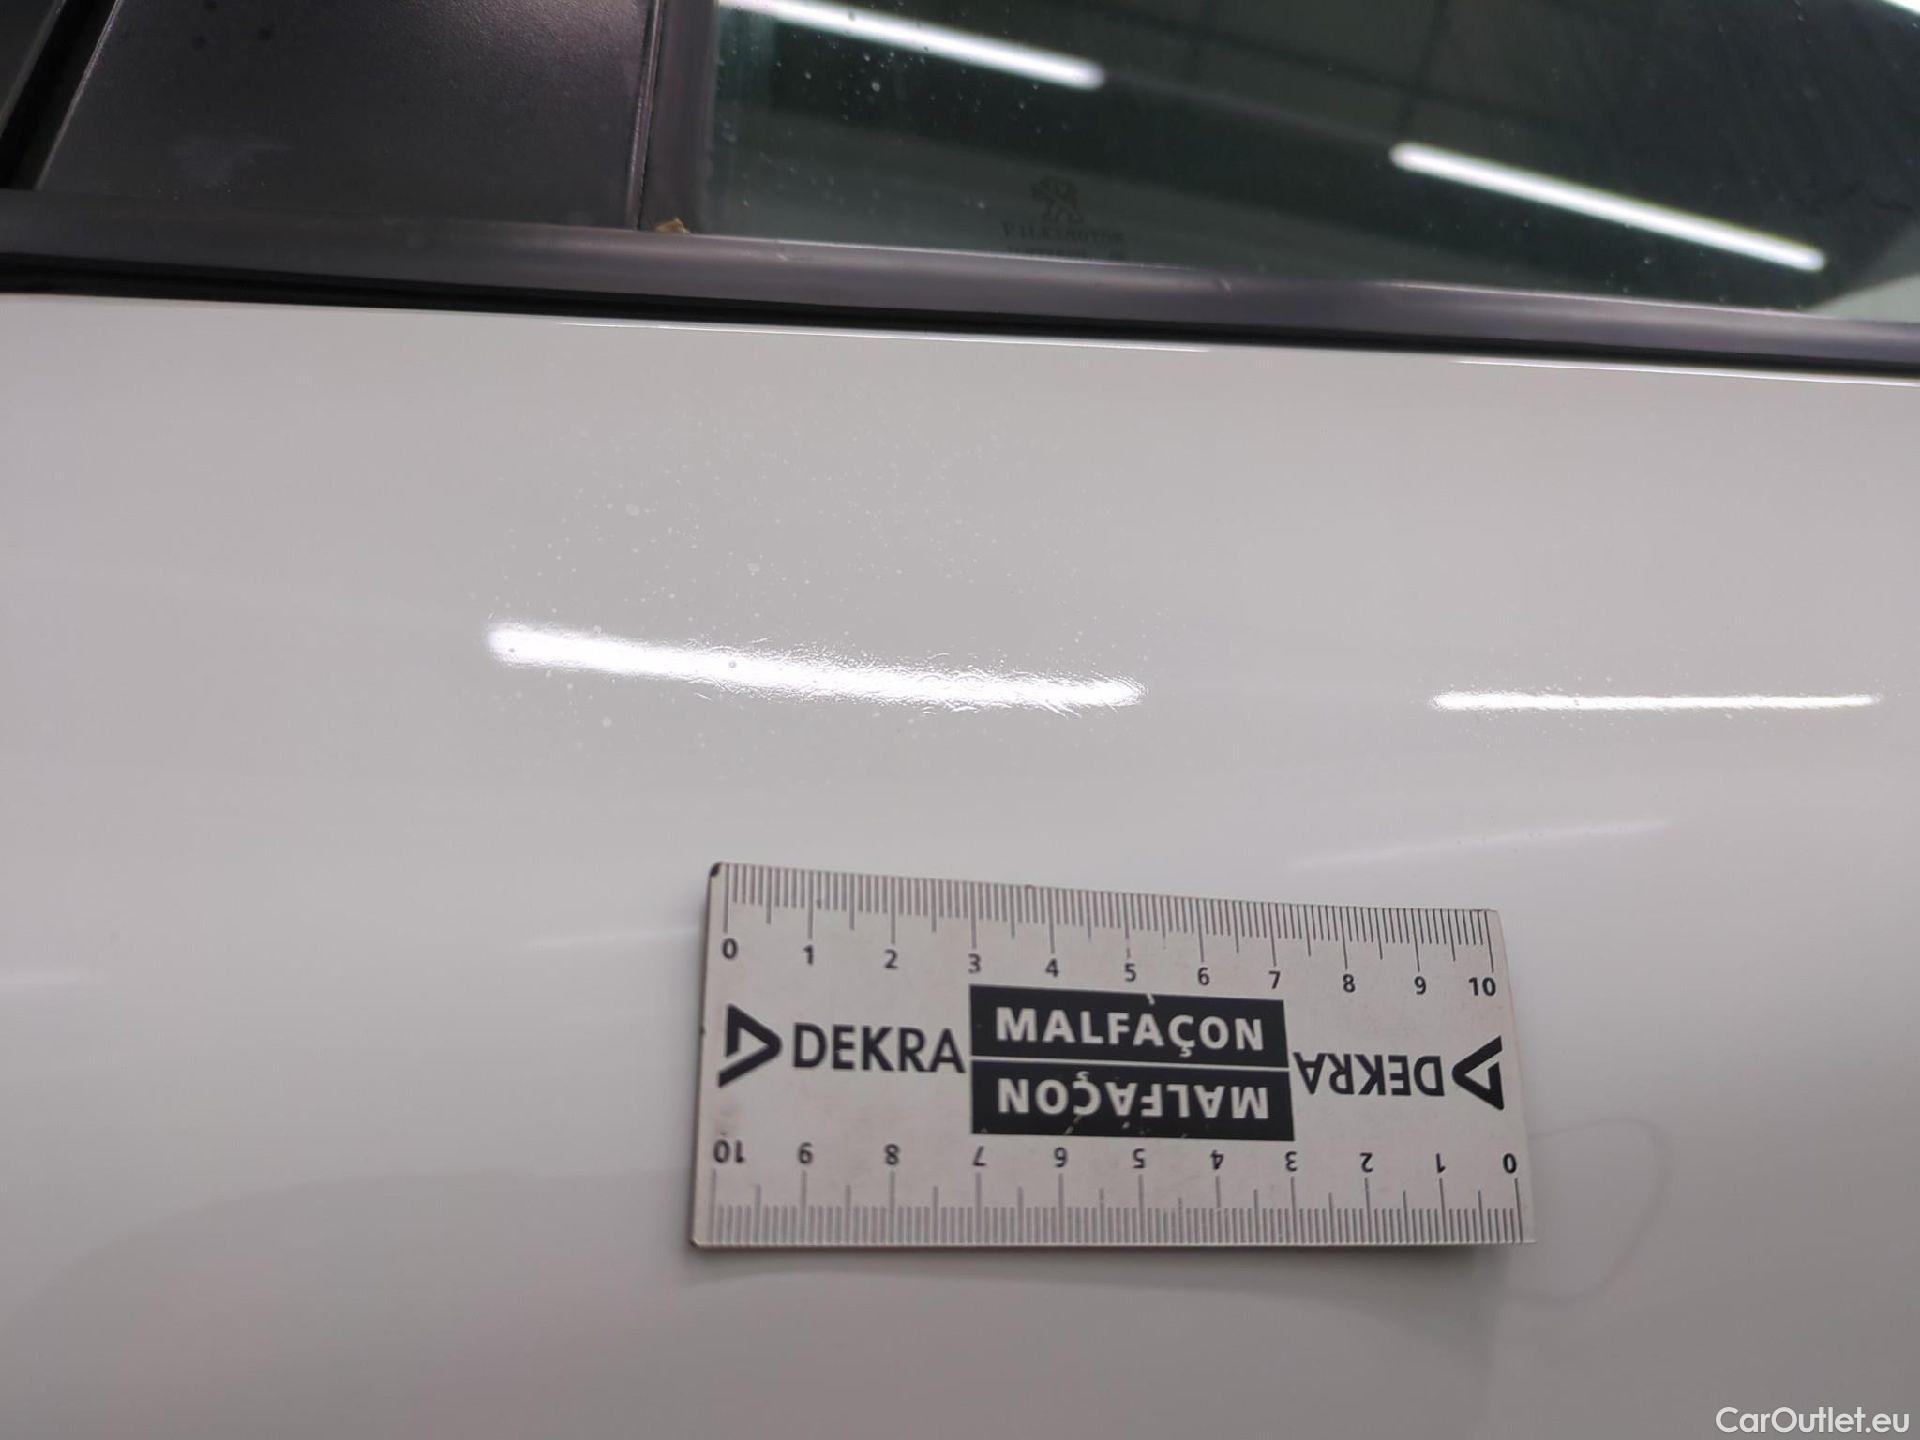 PILKINGTON
0 1 2 3 4 5 6 7 8 9 10
DEKRA MALFAÇON DEKRA
MALFAÇON
10 9 8 7 6 5 4 3 2 1 0
CarOutlet.eu